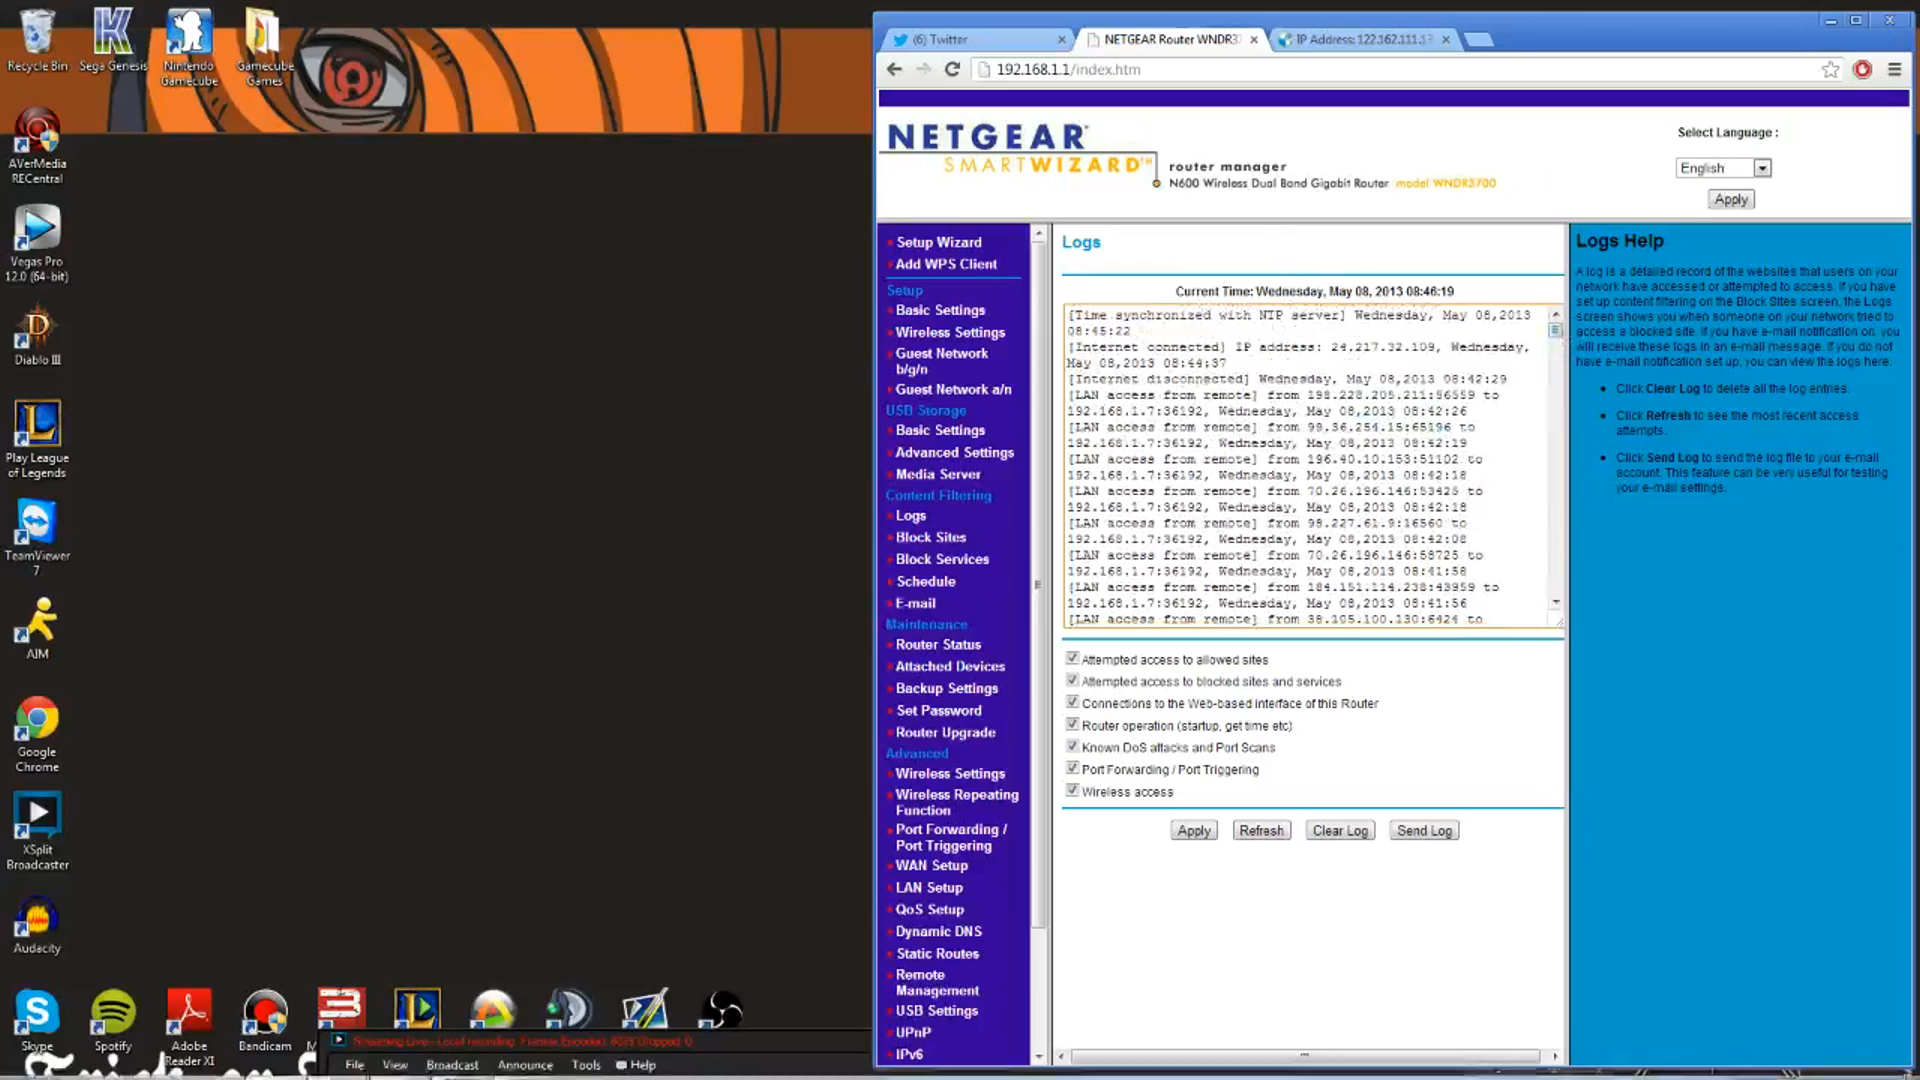 Recycle Bin
Sega Genesis
Nintendo
Gamecube
Gamecube
Games
AVerMedia
RECentral
Vegas Pro
12.0 (64-bit)
Diablo III
Play League
of Legends
TeamViewer
7
AIM
Google
Chrome
XSplit
Broadcaster
Audacity
Skype
Spotify
Adobe
Reader XI
Bandicam
File View Broadcast Announce Tools Help
(6) Twitter
NETGEAR Router WNDR3
IP Address: 122.162.111.13
192.168.1.1/index.htm
NETGEAR
SMARTWIZARD™
router manager
N600 Wireless Dual Band Gigabit Router model WNDR3700
Select Language :
English
Apply
Setup Wizard
Add WPS Client
Setup
Basic Settings
Wireless Settings
Guest Network
b/g/n
Guest Network a/n
USB Storage
Basic Settings
Advanced Settings
Media Server
Content Filtering
Logs
Block Sites
Block Services
Schedule
E-mail
Maintenance
Router Status
Attached Devices
Backup Settings
Set Password
Router Upgrade
Advanced
Wireless Settings
Wireless Repeating
Function
Port Forwarding /
Port Triggering
WAN Setup
LAN Setup
QoS Setup
Dynamic DNS
Static Routes
Remote
Management
USB Settings
UPnP
IPv6
Logs
Current Time: Wednesday, May 08, 2013 08:46:19
[Time synchronized with NTP server] Wednesday, May 08,2013
08:45:22
[Internet connected] IP address: 24.217.32.109, Wednesday,
May 08,2013 08:44:37
[Internet disconnected] Wednesday, May 08,2013 08:42:29
[LAN access from remote] from 198.228.205.211:56559 to
192.168.1.7:36192, Wednesday, May 08,2013 08:42:26
[LAN access from remote] from 99.36.254.15:65196 to
192.168.1.7:36192, Wednesday, May 08,2013 08:42:19
[LAN access from remote] from 196.40.10.153:51102 to
192.168.1.7:36192, Wednesday, May 08,2013 08:42:18
[LAN access from remote] from 70.26.196.146:53425 to
192.168.1.7:36192, Wednesday, May 08,2013 08:42:18
[LAN access from remote] from 98.227.61.9:16560 to
192.168.1.7:36192, Wednesday, May 08,2013 08:42:08
[LAN access from remote] from 70.26.196.146:58725 to
192.168.1.7:36192, Wednesday, May 08,2013 08:41:58
[LAN access from remote] from 184.151.114.238:43959 to
192.168.1.7:36192, Wednesday, May 08,2013 08:41:56
[LAN access from remote] from 38.105.100.130:6424 to
Attempted access to allowed sites
Attempted access to blocked sites and services
Connections to the Web-based interface of this Router
Router operation (startup, get time etc)
Known DoS attacks and Port Scans
Port Forwarding / Port Triggering
Wireless access
Apply Refresh Clear Log Send Log
Logs Help
A log is a detailed record of the websites that users on your
network have accessed or attempted to access. If you have
set up content filtering on the Block Sites screen, the Logs
screen shows you when someone on your network tried to
access a blocked site. If you have e-mail notification on, you
will receive these logs in an e-mail message. If you do not
have e-mail notification set up, you can view the logs here.
Click Clear Log to delete all the log entries.
Click Refresh to see the most recent access
attempts.
Click Send Log to send the log file to your e-mail
account. This feature can be very useful for testing
your e-mail settings.